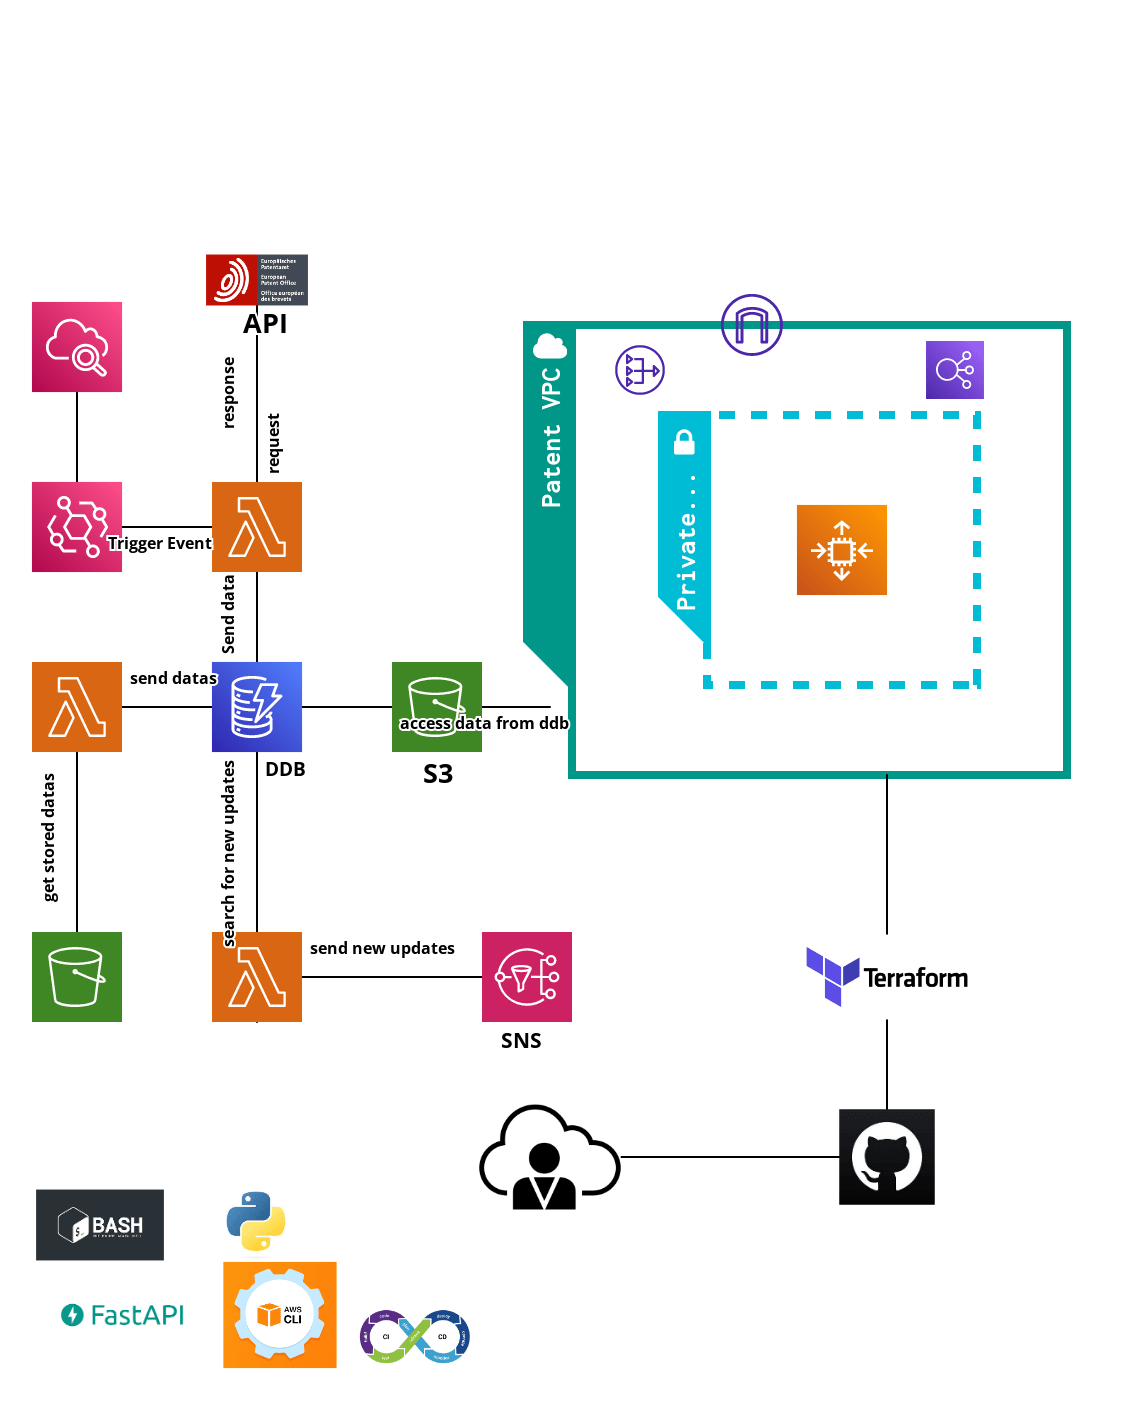 Europäisches
Patentamt
European
Patent Office
Office européen
des brevets
API
response
request
Trigger Event
Send data
send datas
DDB
access data from ddb
S3
get stored datas
search for new updates
send new updates
SNS
Patent VPC
Private...
Terraform
BASH
FastAPI
AWS
CLI
CI
CD